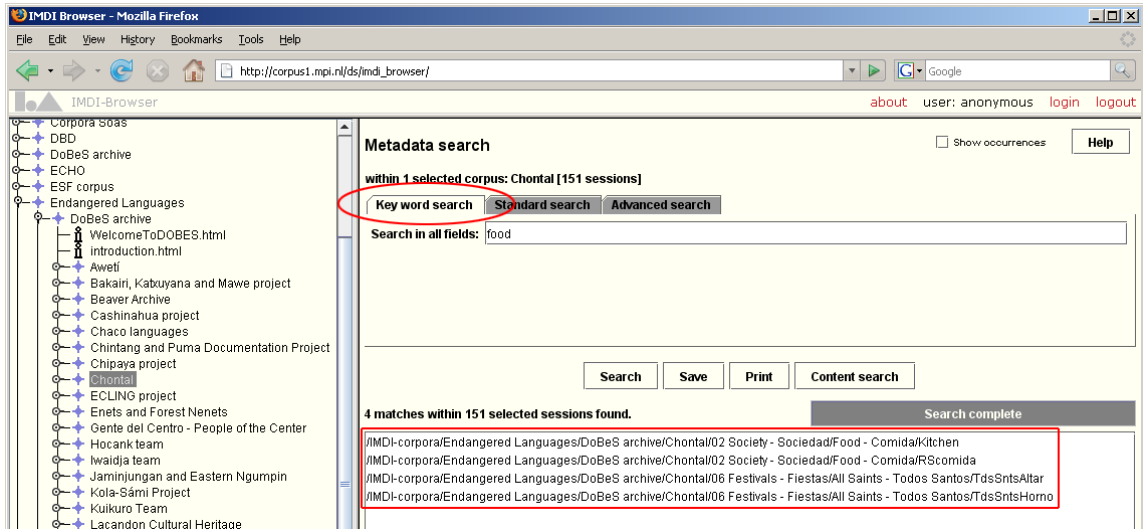 IMDI Browser - Mozilla Firefox
File Edit View History Bookmarks Tools Help
http://corpus1.mpi.nl/ds/imdi_browser/
G Google
IMDI-Browser
about user: anonymous login logout
Corpora Soas
DBD
DoBeS archive
ECHO
ESF corpus
Endangered Languages
DoBeS archive
WelcomeToDOBES.html
introduction.html
Awetí
Bakairi, Katxuyana and Mawe project
Beaver Archive
Cashinahua project
Chaco languages
Chintang and Puma Documentation Project
Chipaya project
Chontal
ECLING project
Enets and Forest Nenets
Gente del Centro - People of the Center
Hocank team
Iwaidja team
Jaminjungan and Eastern Ngumpin
Kola-Sámi Project
Kuikuro Team
Lacandon Cultural Heritage
Metadata search
Show occurrences
Help
within 1 selected corpus: Chontal [151 sessions]
Key word search Standard search Advanced search
Search in all fields: food
Search Save Print Content search
4 matches within 151 selected sessions found.
Search complete
/IMDI-corpora/Endangered Languages/DoBeS archive/Chontal/02 Society - Sociedad/Food - Comida/Kitchen
/IMDI-corpora/Endangered Languages/DoBeS archive/Chontal/02 Society - Sociedad/Food - Comida/RScomida
/IMDI-corpora/Endangered Languages/DoBeS archive/Chontal/06 Festivals - Fiestas/All Saints - Todos Santos/TdsSntsAltar
/IMDI-corpora/Endangered Languages/DoBeS archive/Chontal/06 Festivals - Fiestas/All Saints - Todos Santos/TdsSntsHorno